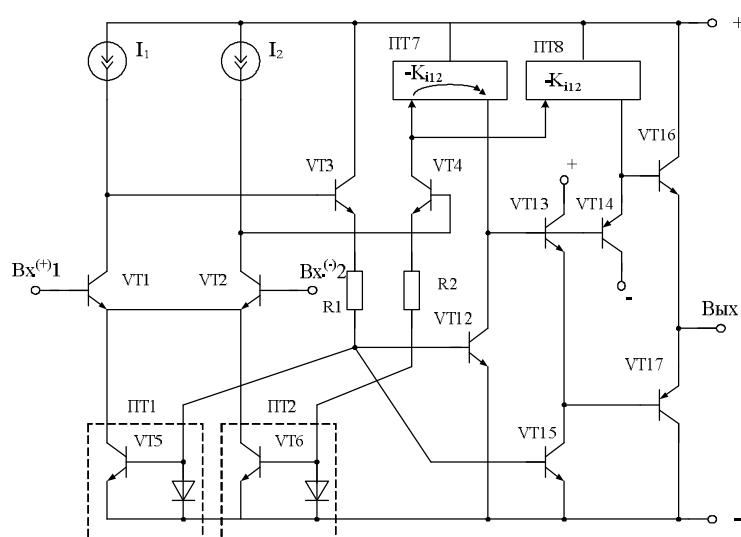 +
ПТ7
ПТ8
I1
I2
-Ki12
-Ki12
VT16
VT3
VT4
+
VT13
VT14
Вх.(+)1
VT1
VT2
Вх.(-)2
R1
R2
-
Вых
VT12
VT17
ПТ1
ПТ2
VT5
VT6
VT15
-